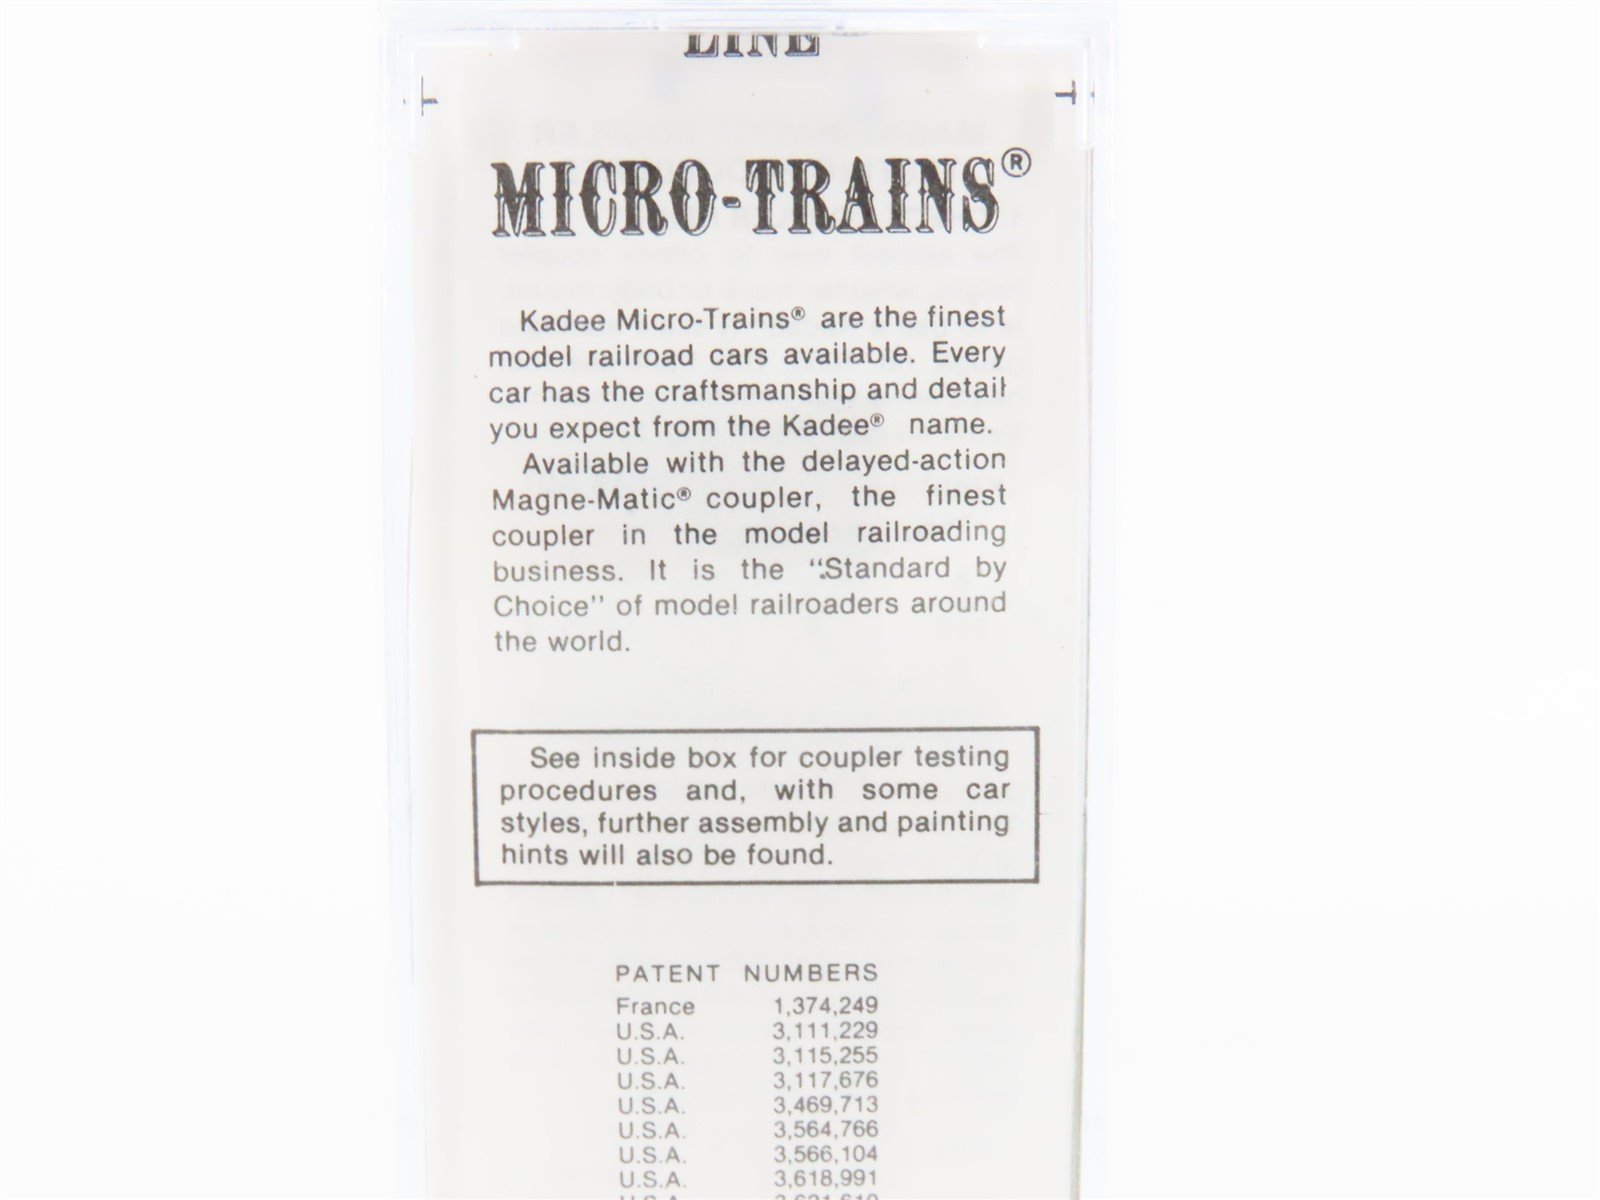 LINE
MICRO-TRAINS®
Kadee Micro-Trains® are the finest
model railroad cars available. Every
car has the craftsmanship and detail
you expect from the Kadee® name.
Available with the delayed-action
Magne-Matic® coupler, the finest
coupler in the model railroading
business. It is the “Standard by
Choice” of model railroaders around
the world.
See inside box for coupler testing
procedures and, with some car
styles, further assembly and painting
hints will also be found.
PATENT NUMBERS
France 1,374,249
U.S.A. 3,111,229
U.S.A. 3,115,255
U.S.A. 3,117,676
U.S.A. 3,469,713
U.S.A. 3,564,766
U.S.A. 3,566,104
U.S.A. 3,618,991